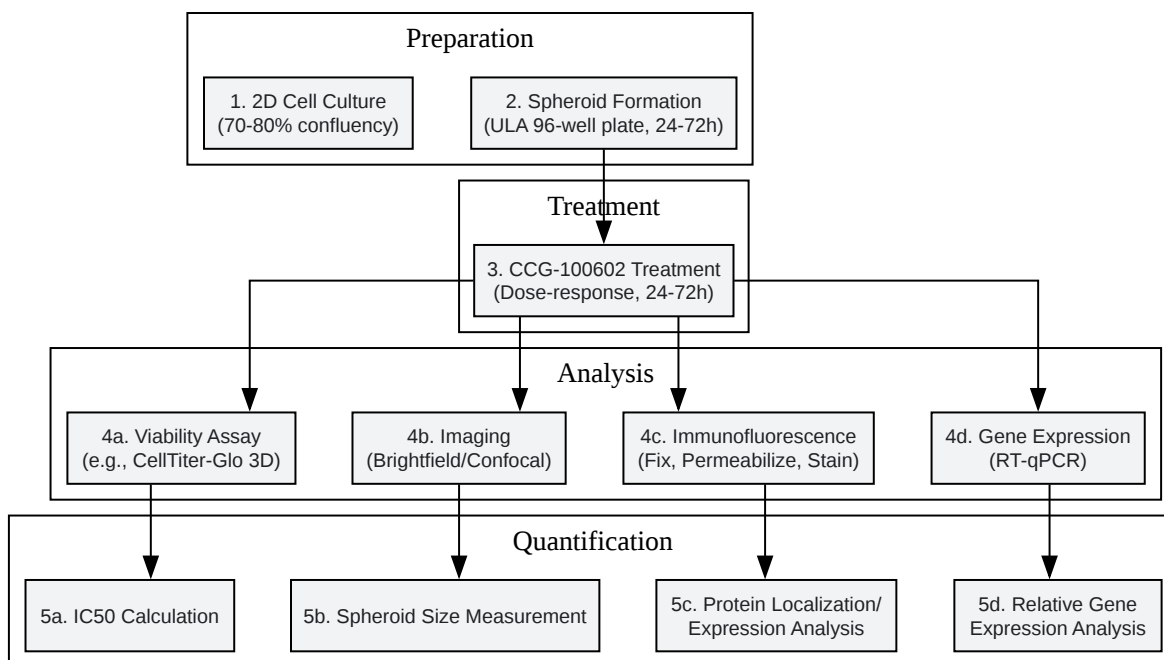 Preparation
1. 2D Cell Culture
(70-80% confluency)
2. Spheroid Formation
(ULA 96-well plate, 24-72h)
Treatment
3. CCG-100602 Treatment
(Dose-response, 24-72h)
Analysis
4a. Viability Assay
(e.g., CellTiter-Glo 3D)
4b. Imaging
(Brightfield/Confocal)
4c. Immunofluorescence
(Fix, Permeabilize, Stain)
4d. Gene Expression
(RT-qPCR)
Quantification
5a. IC50 Calculation
5b. Spheroid Size Measurement
5c. Protein Localization/
Expression Analysis
5d. Relative Gene
Expression Analysis